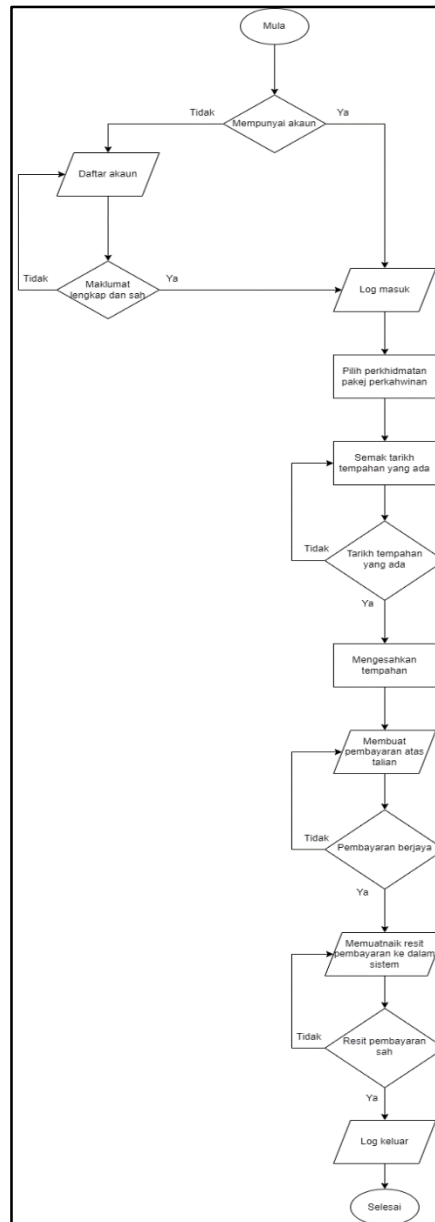 Mula
Tidak
Ya
Mempunyai akaun
Daftar akaun
Tidak
Maklumat
lengkap dan sah
Ya
Log masuk
Pilih perkhidmatan
pakej perkahwinan
Semak tarikh
tempahan yang ada
Tidak
Tarikh tempahan
yang ada
Ya
Mengesahkan
tempahan
Membuat
pembayaran atas
talian
Tidak
Pembayaran berjaya
Ya
Memuatnaik resit
pembayaran ke dalam
sistem
Tidak
Resit pembayaran
sah
Ya
Log keluar
Selesai